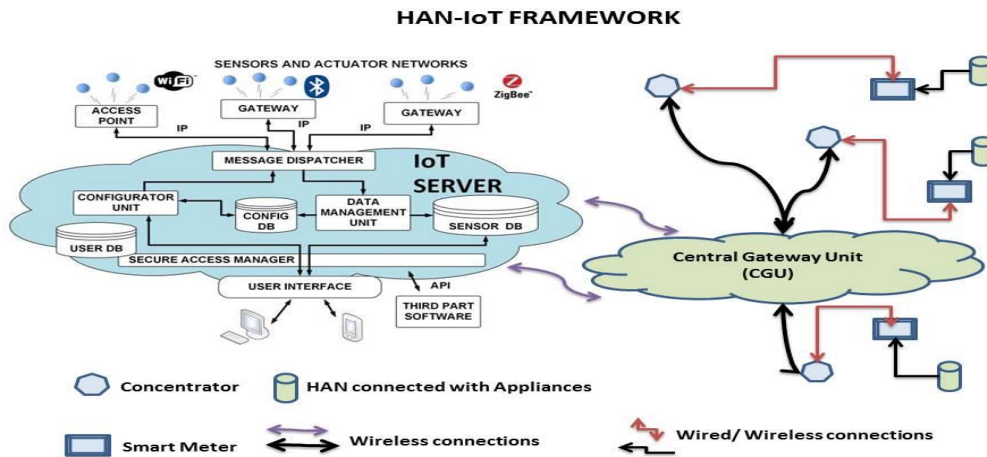 HAN-IoT FRAMEWORK
SENSORS AND ACTUATOR NETWORKS
WiFi
ZigBee
ACCESS
POINT
GATEWAY
GATEWAY
IP
IP
IP
MESSAGE DISPATCHER
IoT
SERVER
CONFIGURATOR
UNIT
CONFIG
DB
DATA
MANAGEMENT
UNIT
SENSOR DB
USER DB
SECURE ACCESS MANAGER
USER INTERFACE
API
THIRD PART
SOFTWARE
Central Gateway Unit
(CGU)
Concentrator
HAN connected with Appliances
Smart Meter
Wireless connections
Wired/ Wireless connections